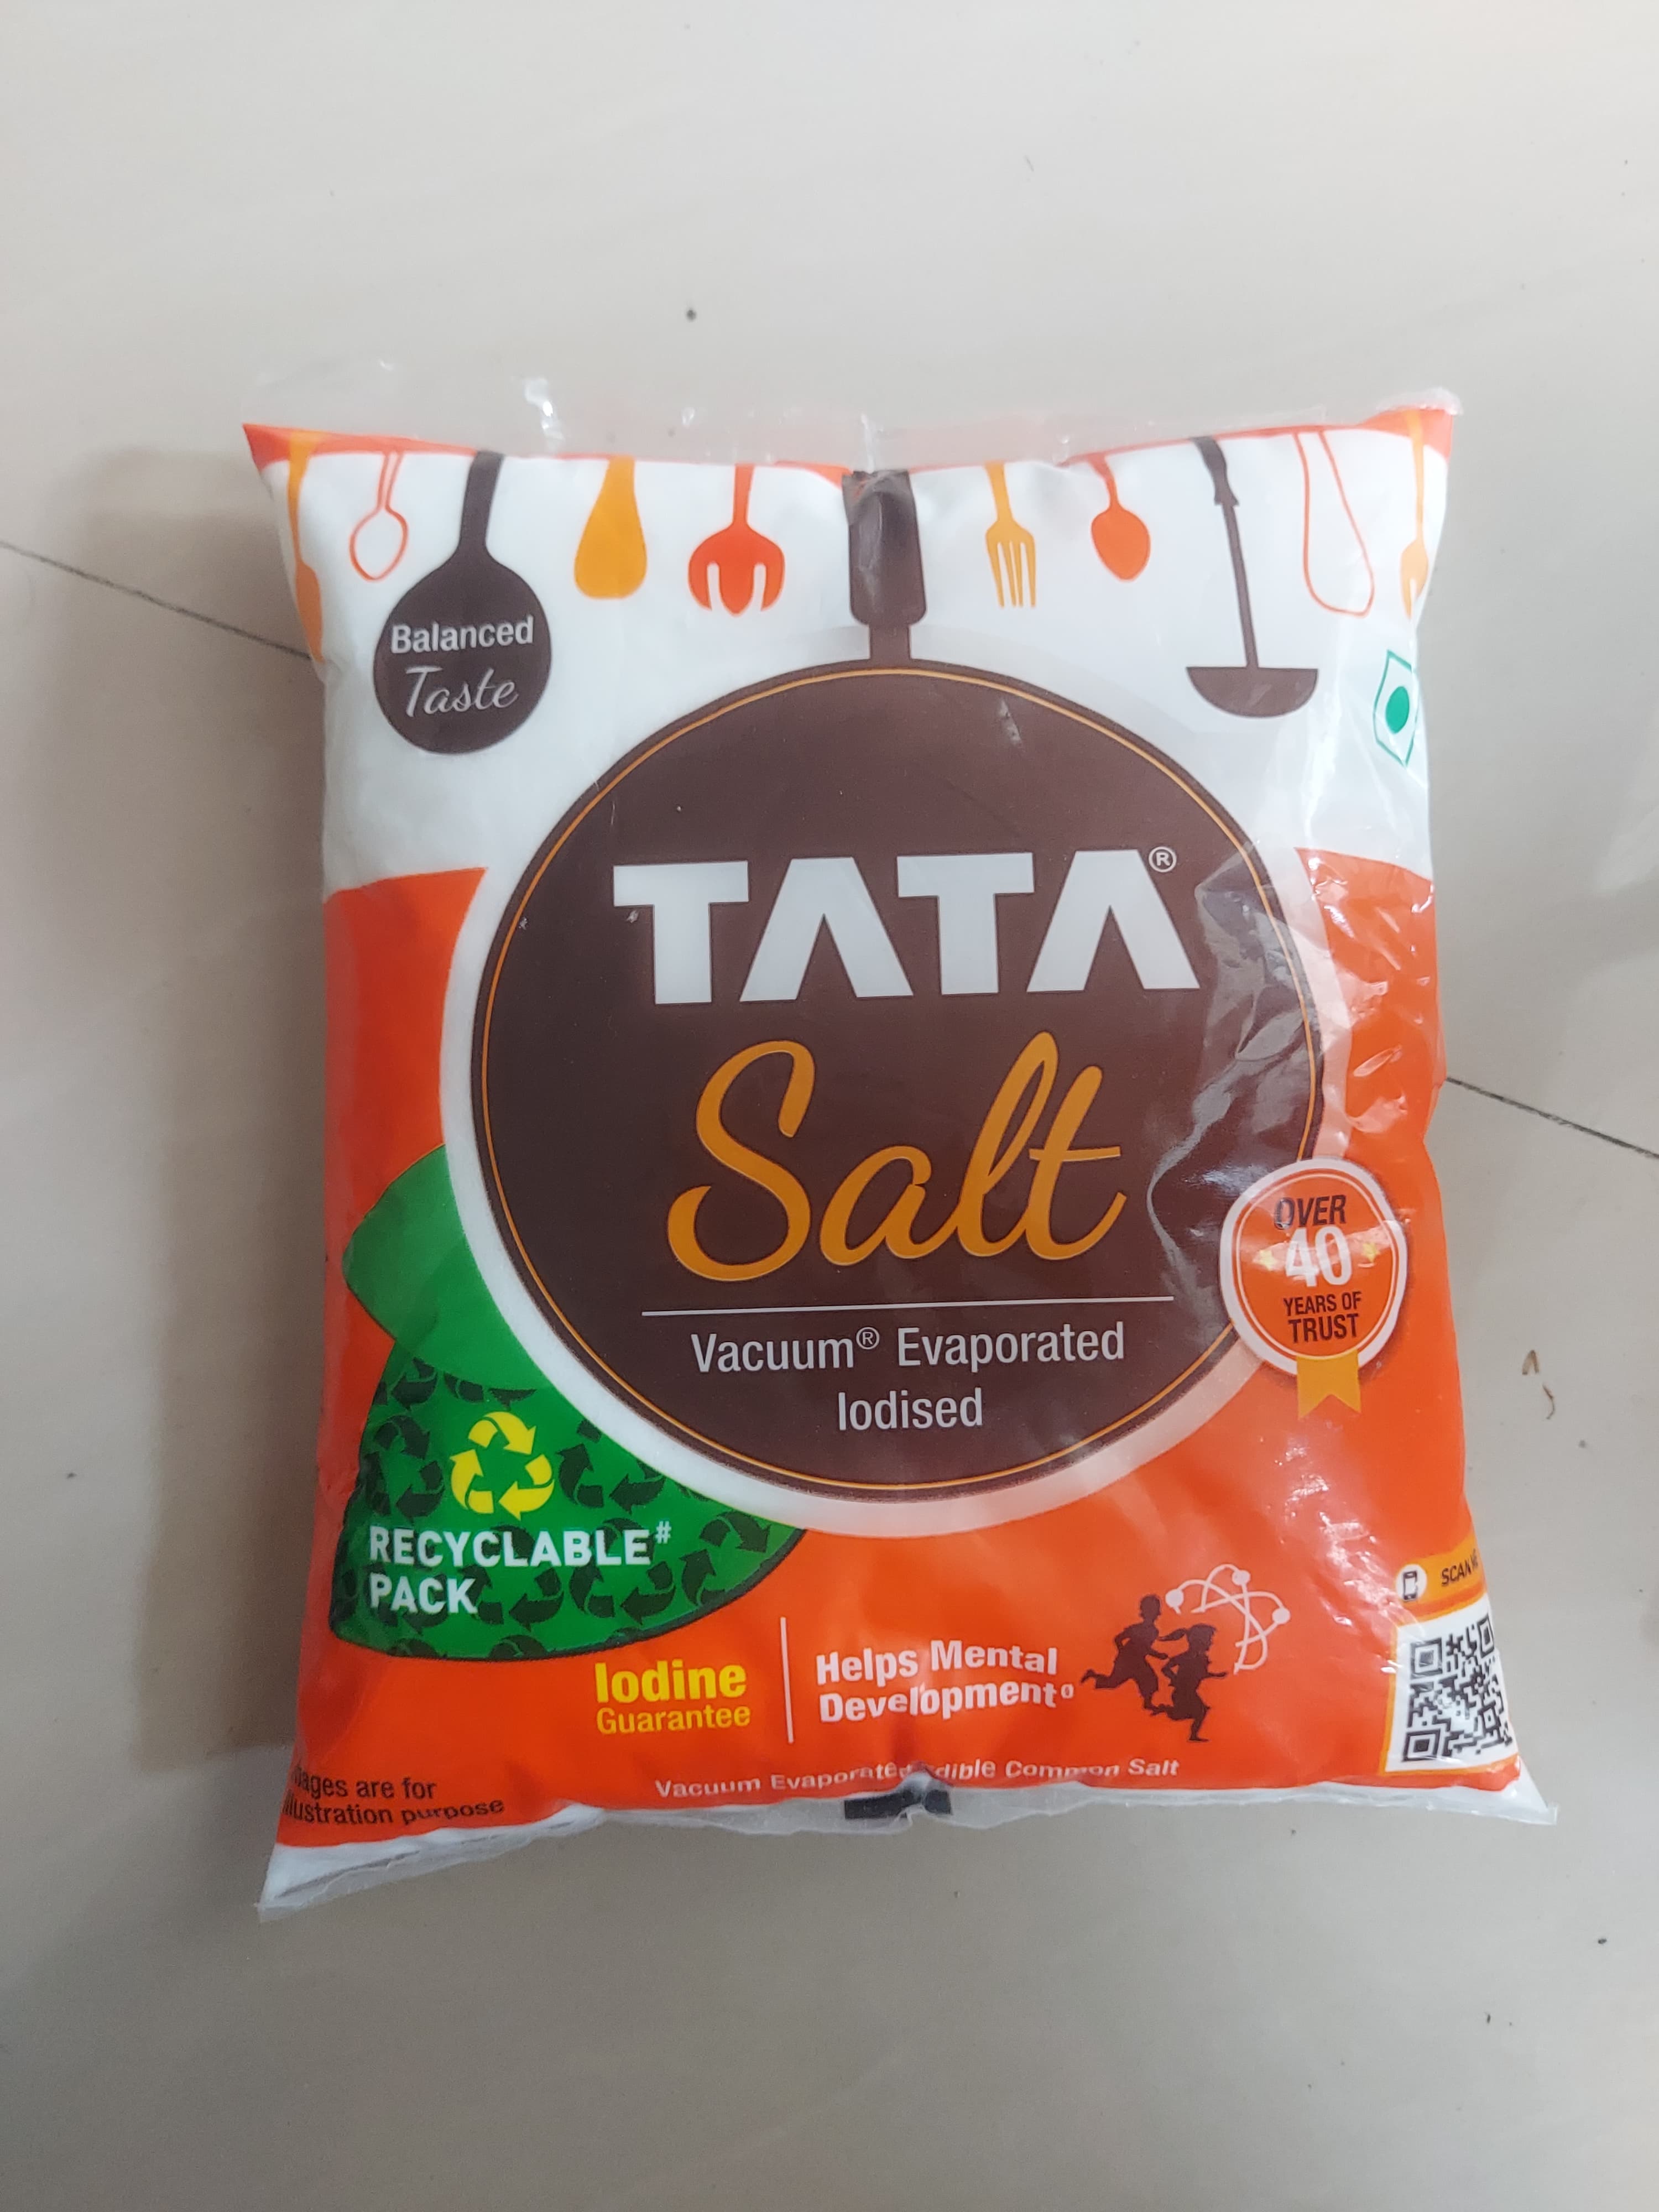 Balanced
Taste
TATA®
Salt
Vacuum® Evaporated
Iodised
OVER
40
YEARS OF
TRUST
RECYCLABLE#
PACK
SCAN
Iodine
Guarantee
Helps Mental
Development
Vacuum Evaporated Edible Common Salt
are for
purpose